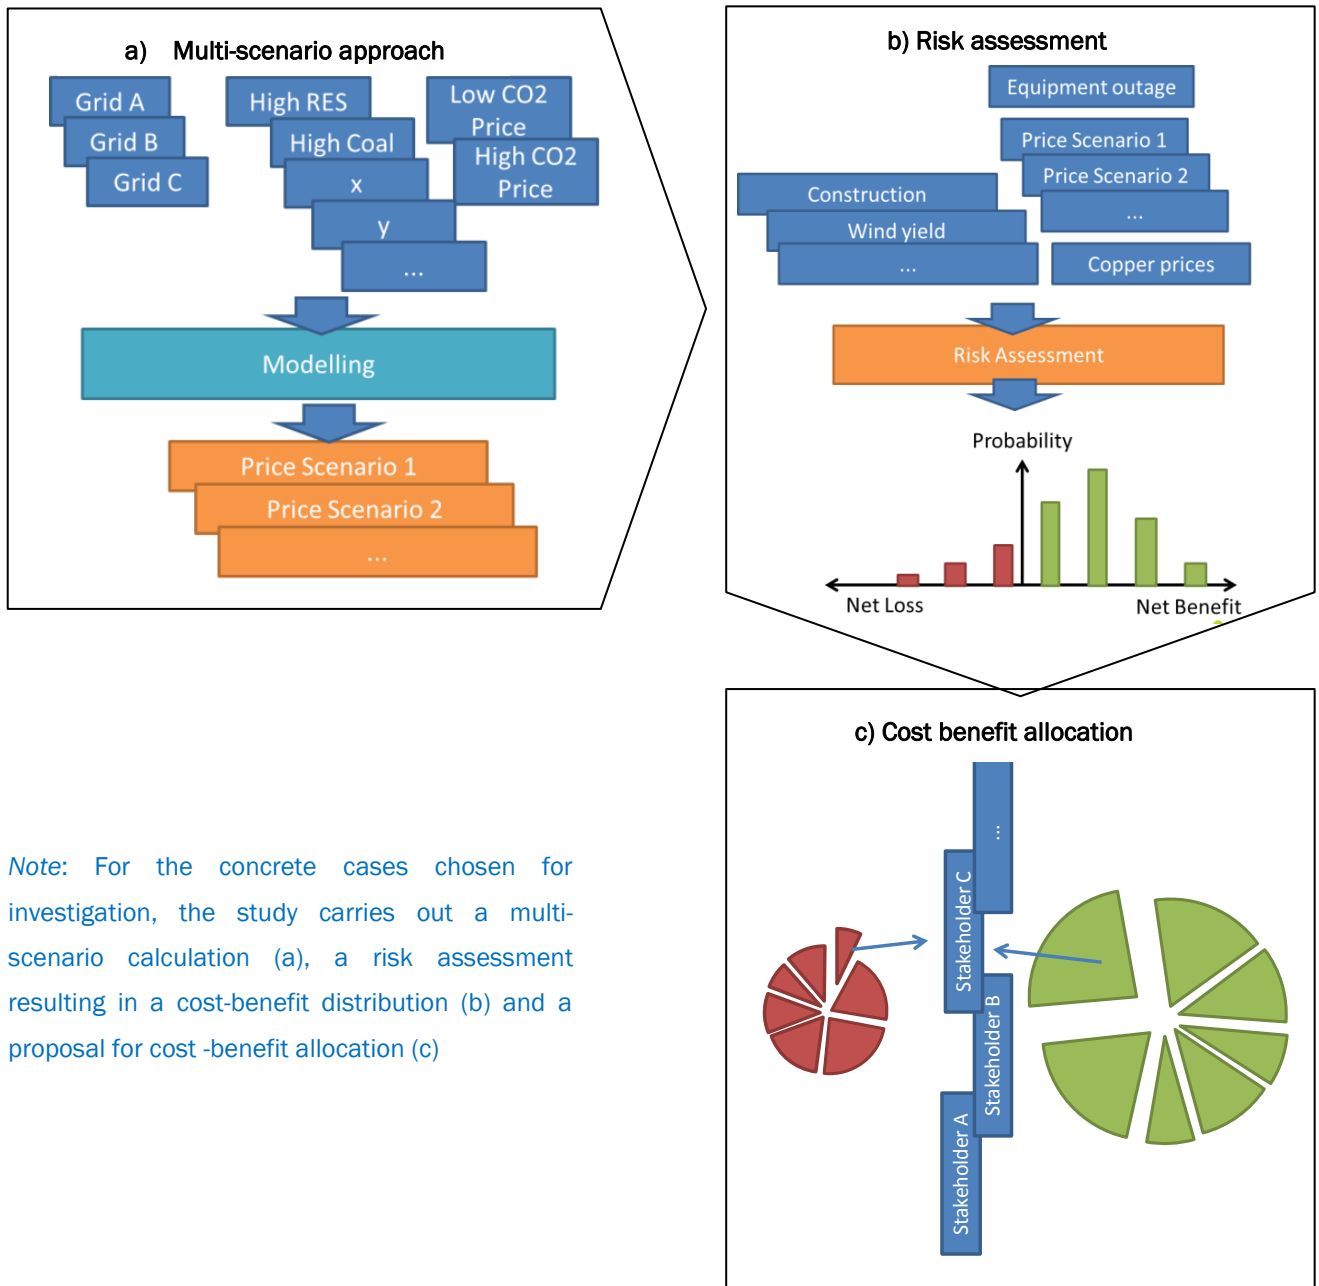 a) Multi-scenario approach
Grid A
Grid B
Grid C
High RES
High Coal
x
y
...
Low CO2
Price
High CO2
Price
Modelling
Price Scenario 1
Price Scenario 2
...
b) Risk assessment
Equipment outage
Price Scenario 1
Price Scenario 2
...
Construction
Wind yield
...
Copper prices
Risk Assessment
Probability
Net Loss
Net Benefit
c) Cost benefit allocation
...
Stakeholder C
Stakeholder B
Stakeholder A
Note: For the concrete cases chosen for
investigation, the study carries out a multi-
scenario calculation (a), a risk assessment
resulting in a cost-benefit distribution (b) and a
proposal for cost -benefit allocation (c)